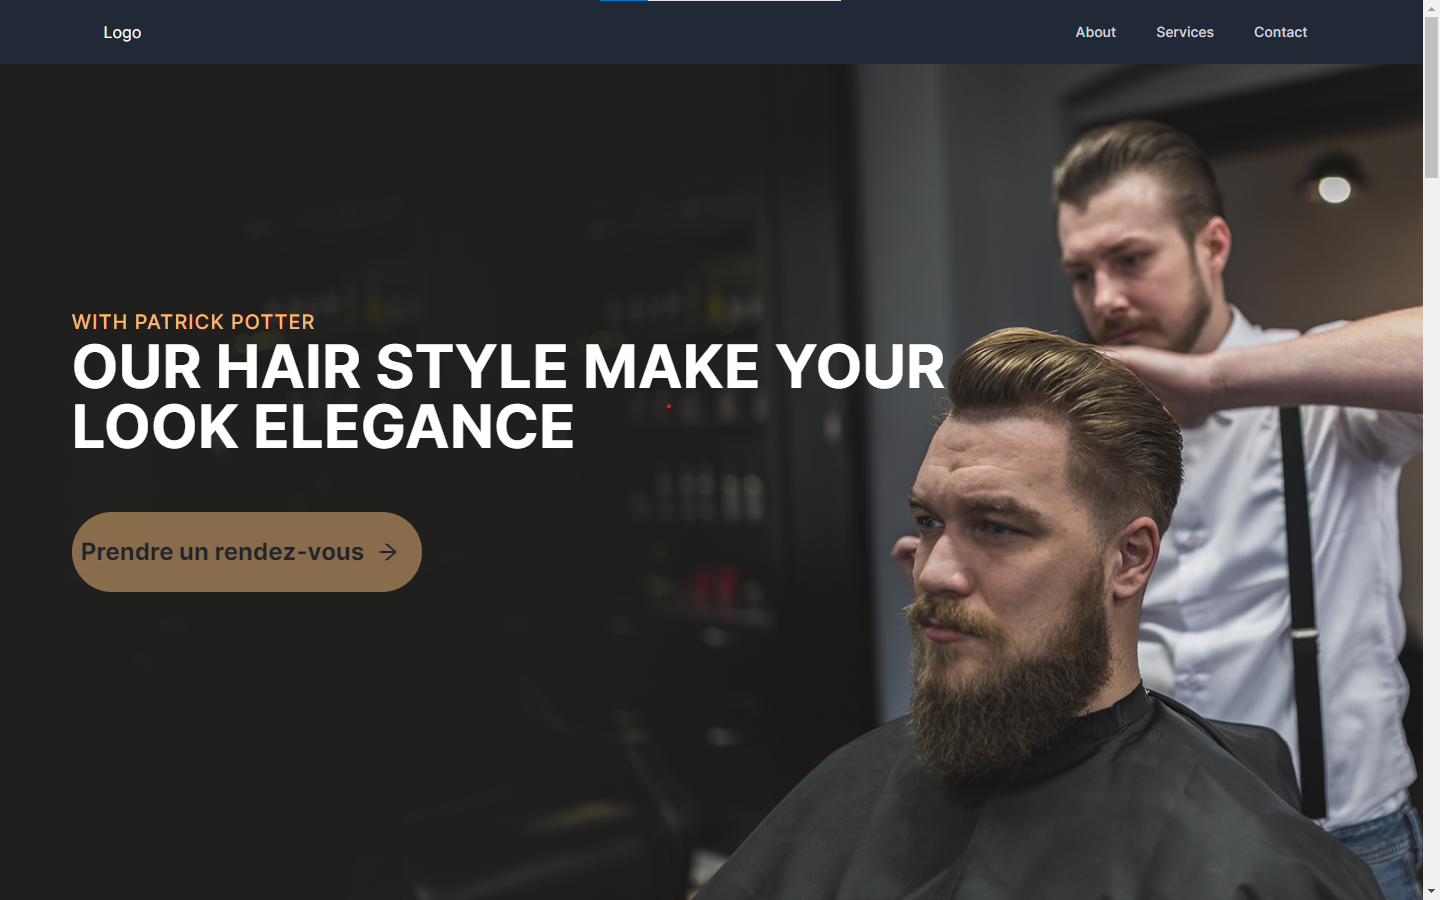 Logo
About Services Contact
WITH PATRICK POTTER
OUR HAIR STYLE MAKE YOUR
LOOK ELEGANCE
Prendre un rendez-vous